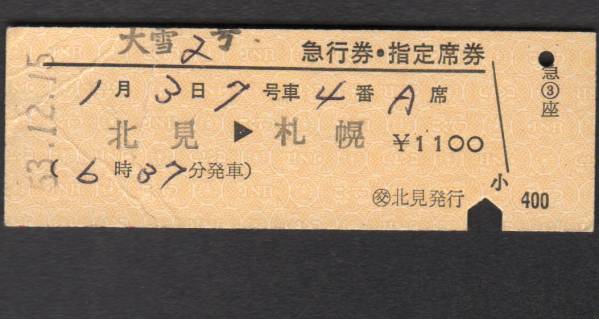 大雪2号
急行券・指定席券
1月3日7号車4番A席
北見▶札幌 ¥1100
(6時37分発車)
㊋北見発行
小
400
急③座
53.12.15